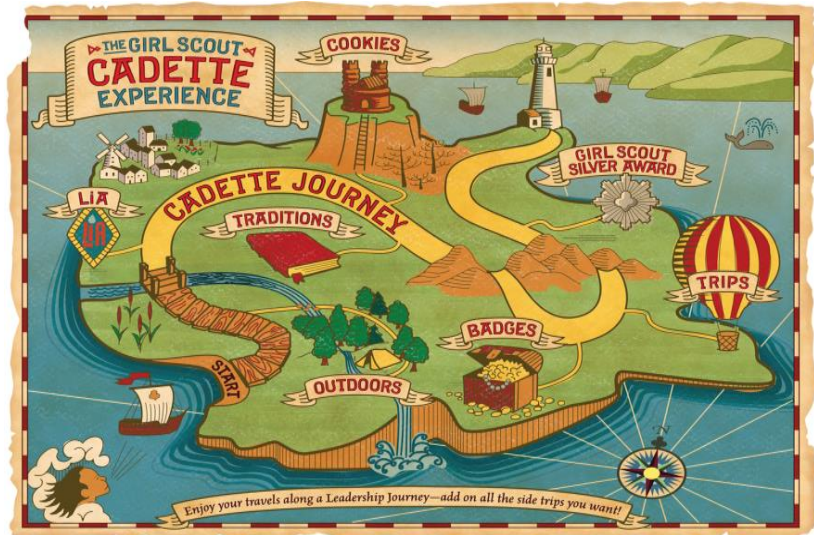 THE GIRL SCOUT
CADETTE
EXPERIENCE
COOKIES
GIRL SCOUT
SILVER AWARD
LiA
LiA
CADETTE JOURNEY
TRADITIONS
TRIPS
BADGES
START
OUTDOORS
N
Enjoy your travels along a Leadership Journey—add on all the side trips you want!